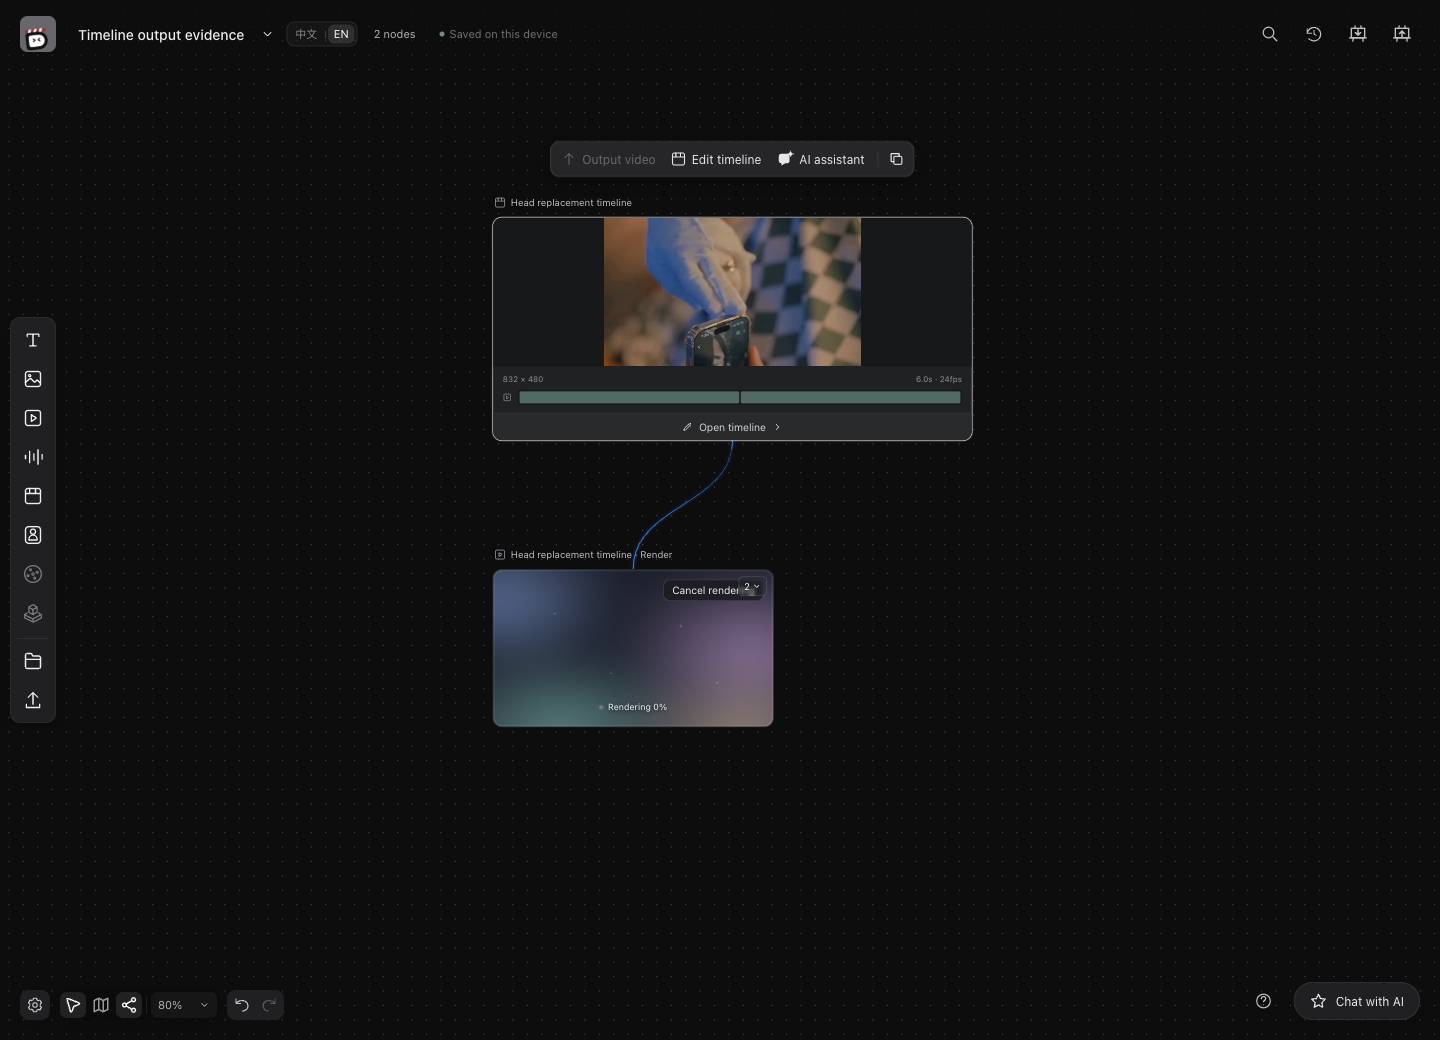 Timeline output evidence
中文
EN
2 nodes
Saved on this device
Output video
Edit timeline
AI assistant
Head replacement timeline
832 × 480
6.0s · 24fps
Open timeline
Head replacement timeline · Render
Cancel render
2
Rendering 0%
80%
Chat with AI